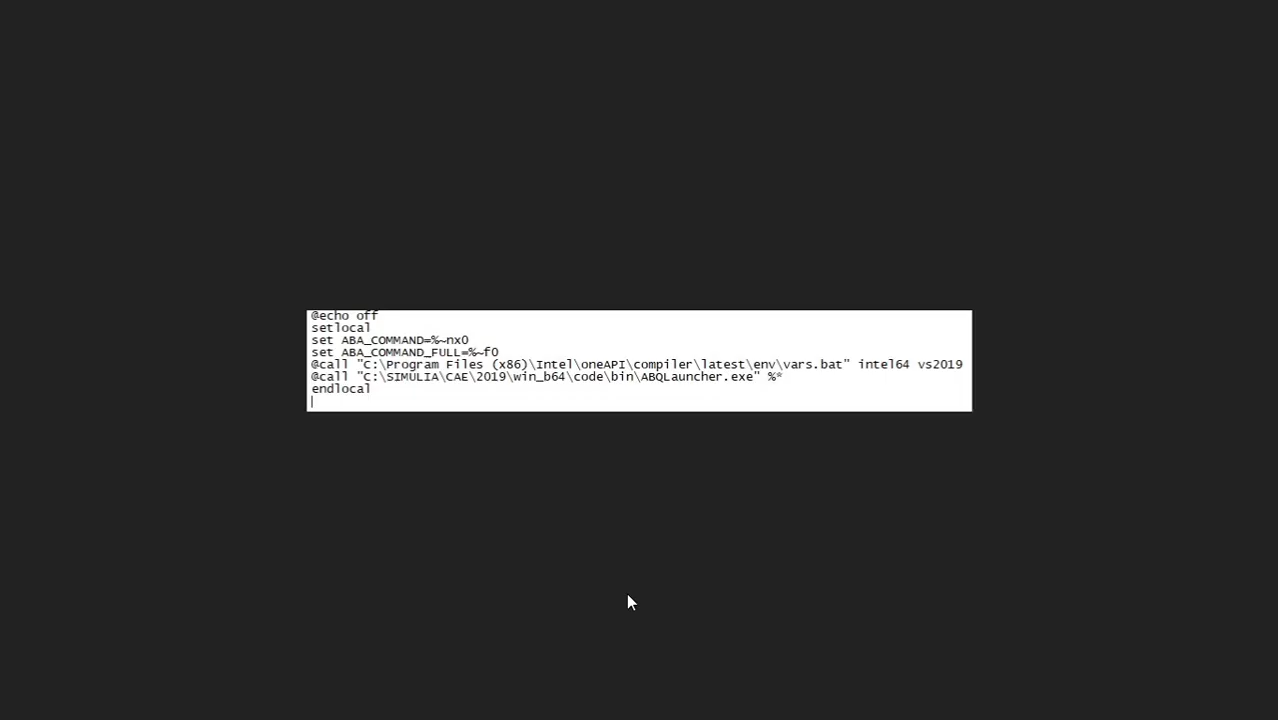 @echo off
setlocal
set ABA_COMMAND=%~nx0
set ABA_COMMAND_FULL=%~f0
@call "C:\Program Files (x86)\Intel\oneAPI\compiler\latest\env\vars.bat" intel64 vs2019
@call "C:\SIMULIA\CAE\2019\win_b64\code\bin\ABQLauncher.exe" %*
endlocal